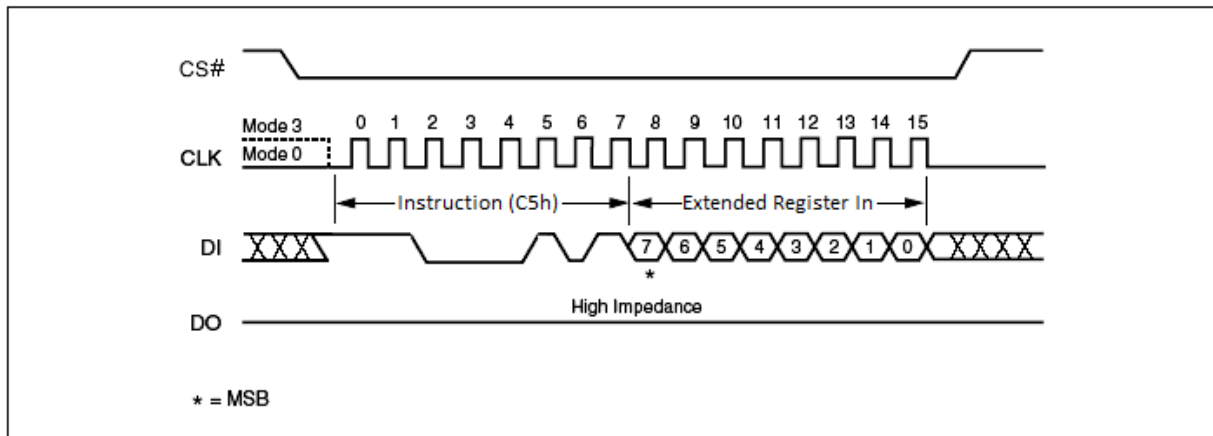 CS#
Mode 3
0 1 2 3 4 5 6 7 8 9 10 11 12 13 14 15
CLK
Mode 0
Instruction (C5h) Extended Register In
DI 7 6 5 4 3 2 1 0
*
High Impedance
DO
* = MSB